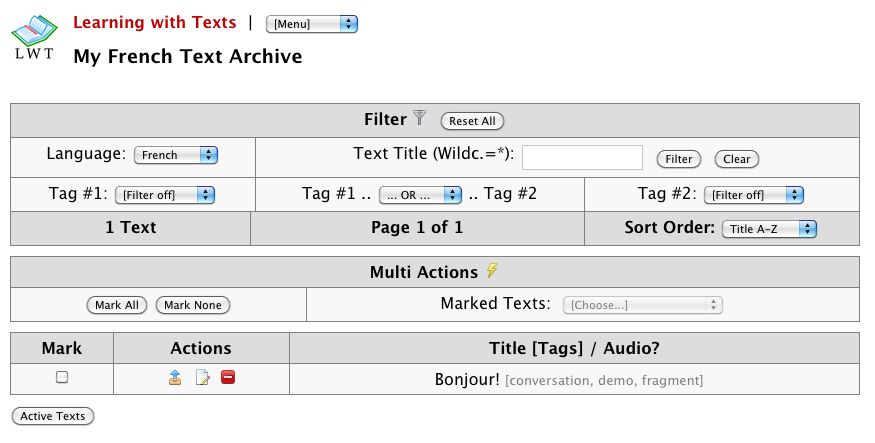 Learning with Texts | [Menu]
LWT
My French Text Archive
Filter Reset All
Language: French Text Title (Wildc.=*): Filter Clear
Tag #1: [Filter off] Tag #1 .. ... OR ... .. Tag #2 Tag #2: [Filter off]
1 Text Page 1 of 1 Sort Order: Title A-Z
Multi Actions
Mark All Mark None Marked Texts: [Choose...]
Mark Actions Title [Tags] / Audio?
Bonjour! [conversation, demo, fragment]
Active Texts